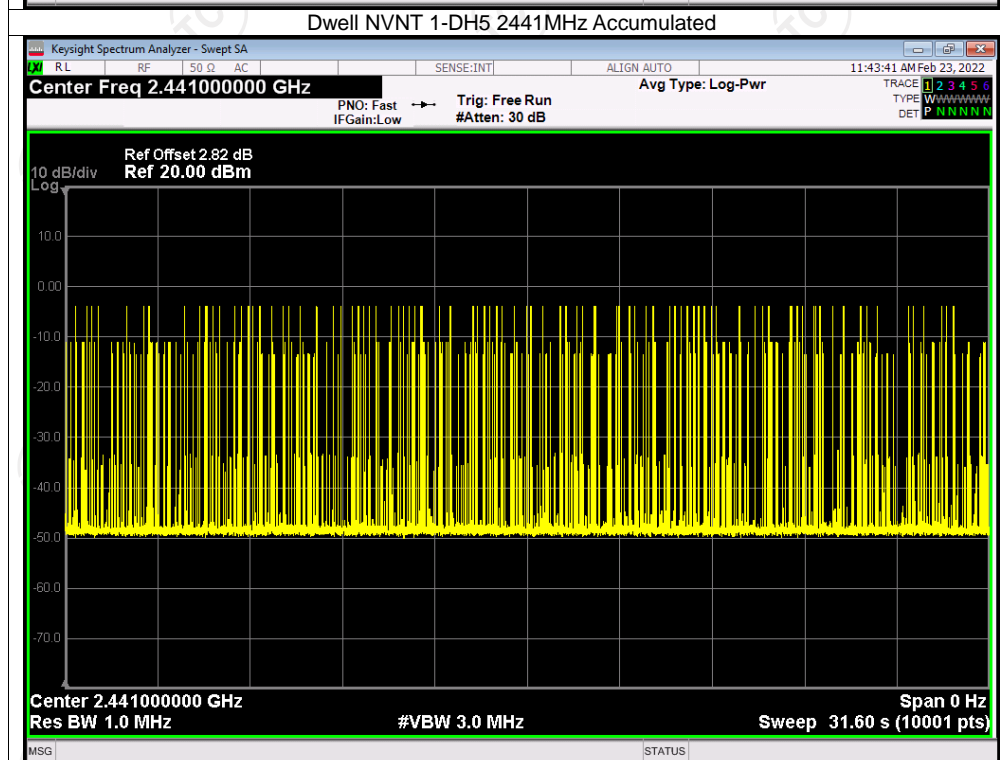 Dwell NVNT 1-DH5 2441MHz Accumulated
Keysight Spectrum Analyzer - Swept SA
LXI RL RF 50 Ω AC SENSE:INT ALIGN AUTO 11:43:41 AM Feb 23, 2022
Center Freq 2.441000000 GHz Avg Type: Log-Pwr TRACE 1 2 3 4 5 6
PNO: Fast Trig: Free Run TYPE WWWWWW
IFGain:Low #Atten: 30 dB DET P N N N N N
Ref Offset 2.82 dB
10 dB/div Ref 20.00 dBm
Log
10.0
0.00
-10.0
-20.0
-30.0
-40.0
-50.0
-60.0
-70.0
Center 2.441000000 GHz Span 0 Hz
Res BW 1.0 MHz #VBW 3.0 MHz Sweep 31.60 s (10001 pts)
MSG STATUS